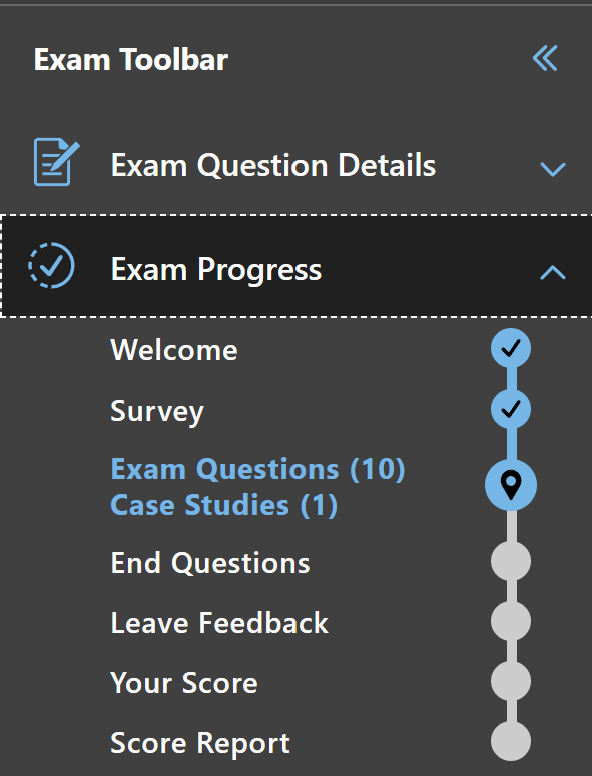 Exam Toolbar
Exam Question Details
Exam Progress
Welcome
Survey
Exam Questions (10)
Case Studies (1)
End Questions
Leave Feedback
Your Score
Score Report